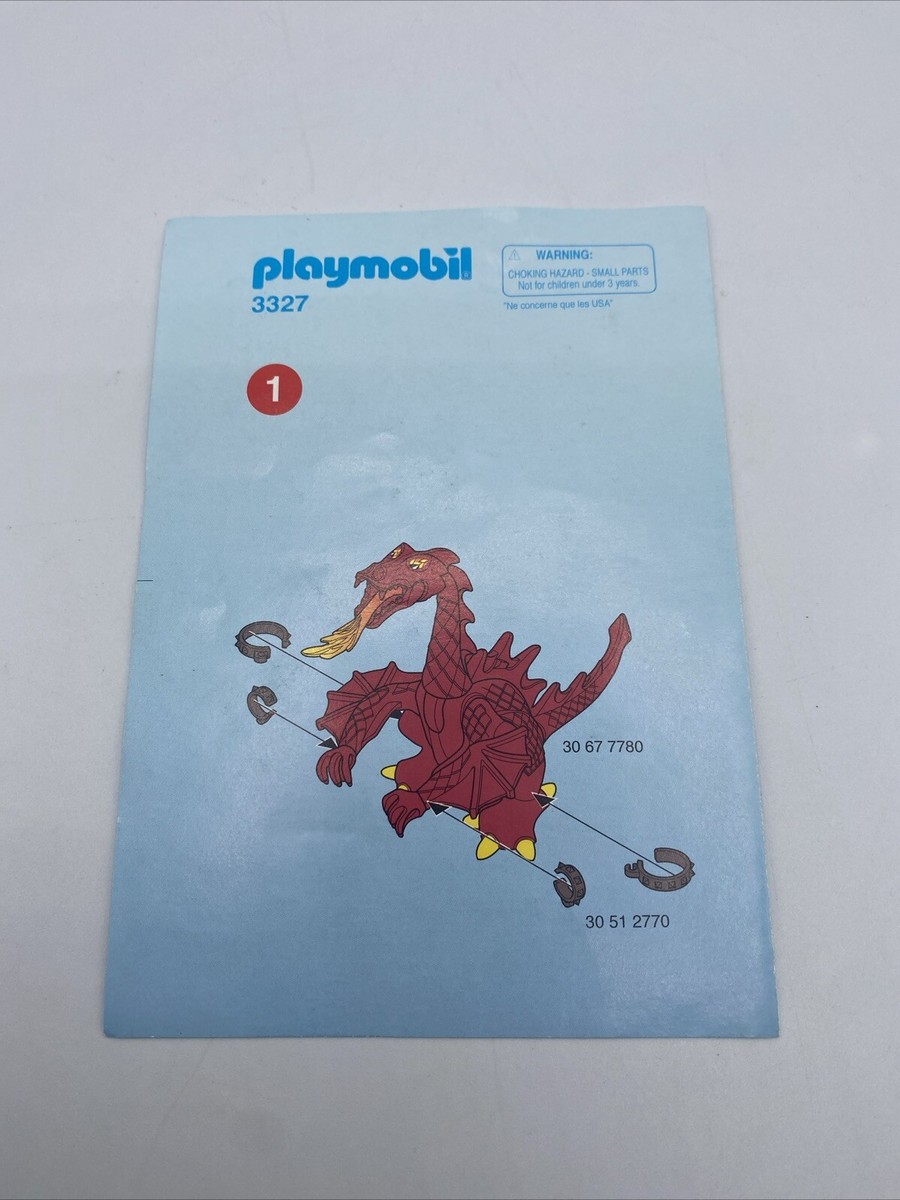 playmobil®
3327
⚠ WARNING:
CHOKING HAZARD - SMALL PARTS
Not for children under 3 years.
"Ne concerne que les USA"
1
30 67 7780
30 51 2770